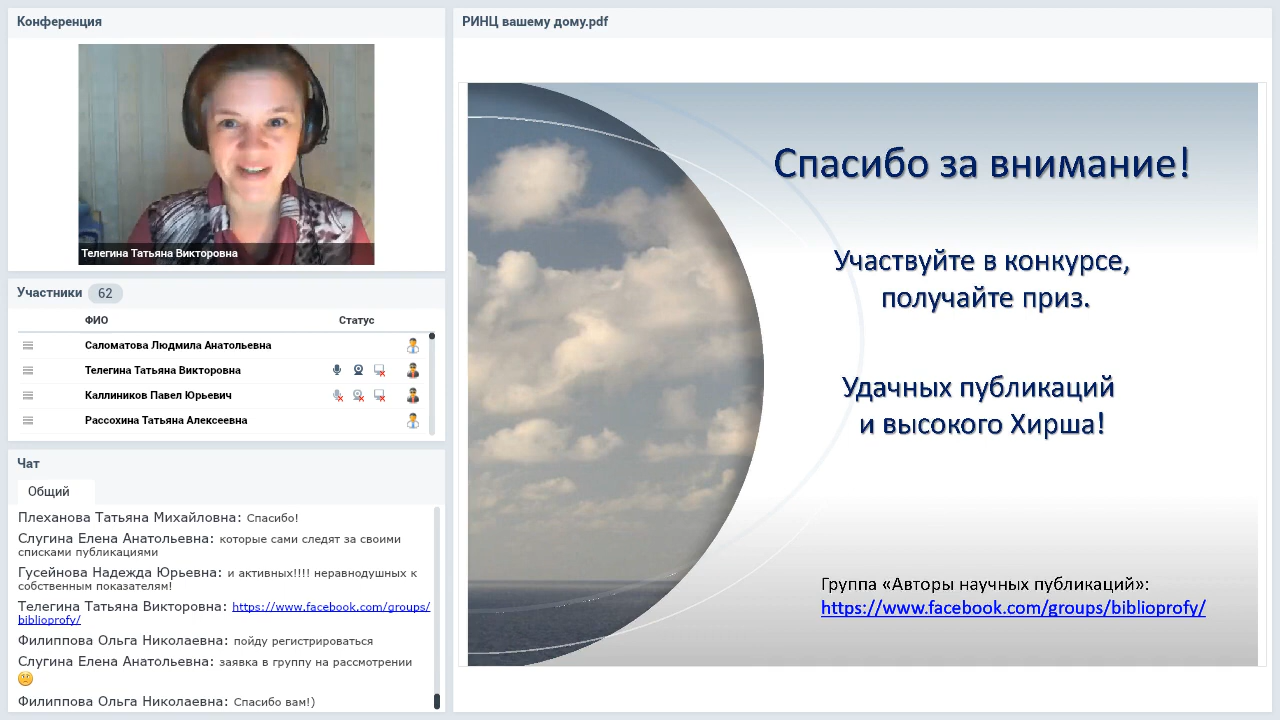 Конференция
Телегина Татьяна Викторовна
Участники 62
ФИО Статус
Саломатова Людмила Анатольевна
Телегина Татьяна Викторовна
Каллиников Павел Юрьевич
Рассохина Татьяна Алексеевна
Чат
Общий
Плеханова Татьяна Михайловна: Спасибо!
Слугина Елена Анатольевна: которые сами следят за своими
списками публикациями
Гусейнова Надежда Юрьевна: и активных!!!! неравнодушных к
собственным показателям!
Телегина Татьяна Викторовна: https://www.facebook.com/groups/
biblioprofy/
Филиппова Ольга Николаевна: пойду регистрироваться
Слугина Елена Анатольевна: заявка в группу на рассмотрении
Филиппова Ольга Николаевна: Спасибо вам!)
РИНЦ вашему дому.pdf
Спасибо за внимание!
Участвуйте в конкурсе,
получайте приз.
Удачных публикаций
и высокого Хирша!
Группа «Авторы научных публикаций»:
https://www.facebook.com/groups/biblioprofy/